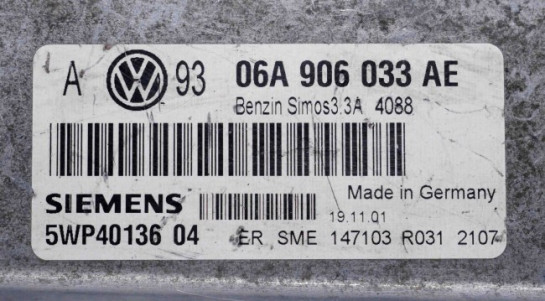 A VW 93 06A 906 033 AE
Benzin Simos3.3A 4088
SIEMENS
Made in Germany
19.11.01
5WP40136 04 ER SME 147103 R031 2107